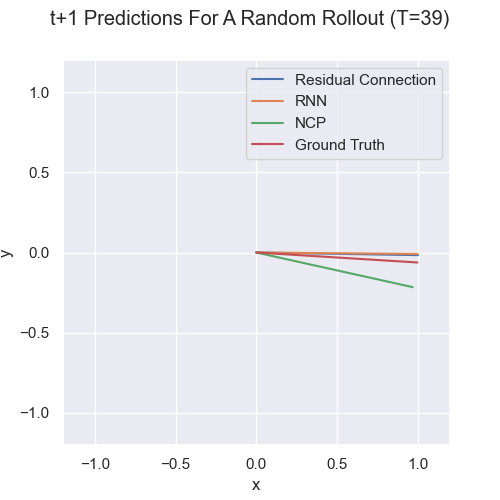 t+1 Predictions For A Random Rollout (T=39)
Residual Connection
RNN
NCP
Ground Truth
1.0
0.5
0.0
−0.5
−1.0
y
−1.0 −0.5 0.0 0.5 1.0
x